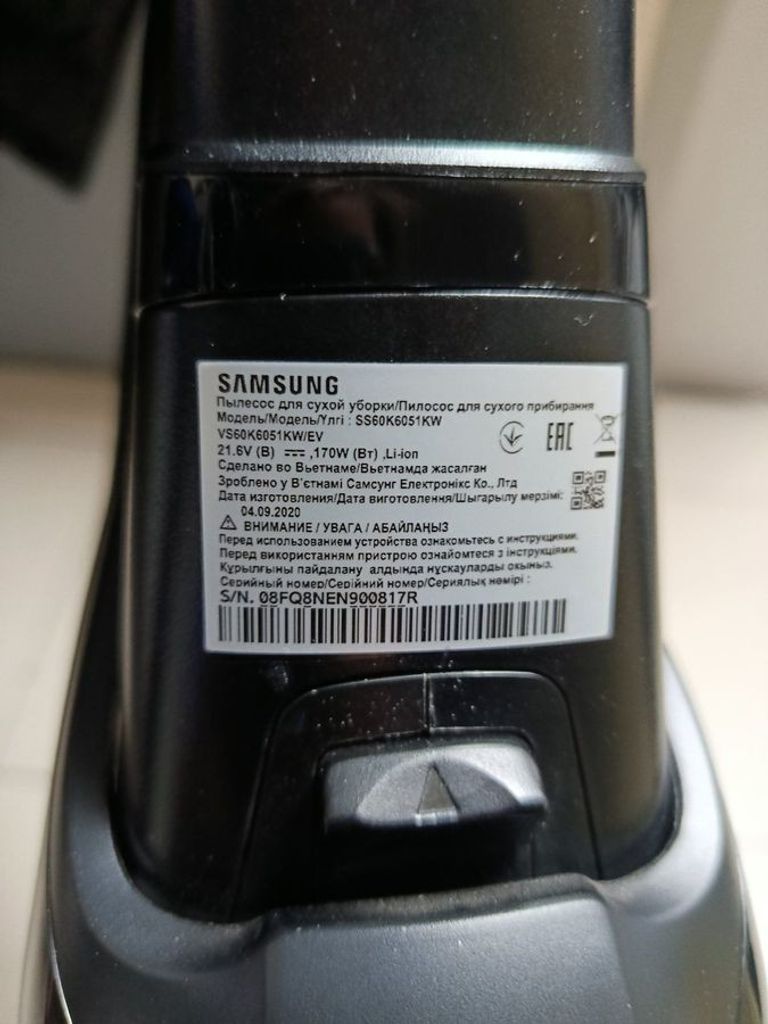 SAMSUNG
Пылесос для сухой уборки/Пилосос для сухого прибирання
Модель/Модель/Үлгі : SS60K6051KW
VS60K6051KW/EV
21.6V (В) ⎓ ,170W (Вт) ,Li-ion
EAC
Сделано во Вьетнаме/Вьетнамда жасалған
Зроблено у В'єтнамі Самсунг Електронікс Ко., Лтд
Дата изготовления/Дата виготовлення/Шығарылу мерзімі:
04.09.2020
⚠ ВНИМАНИЕ / УВАГА / АБАЙЛАҢЫЗ
Перед использованием устройства ознакомьтесь с инструкциями.
Перед використанням пристрою ознайомтеся з інструкціями.
Құрылғыны пайдалану алдында нұсқауларды оқыңыз.
Серийный номер/Серійний номер/Сериялық нөмірі :
S/N. 08FQ8NEN900817R